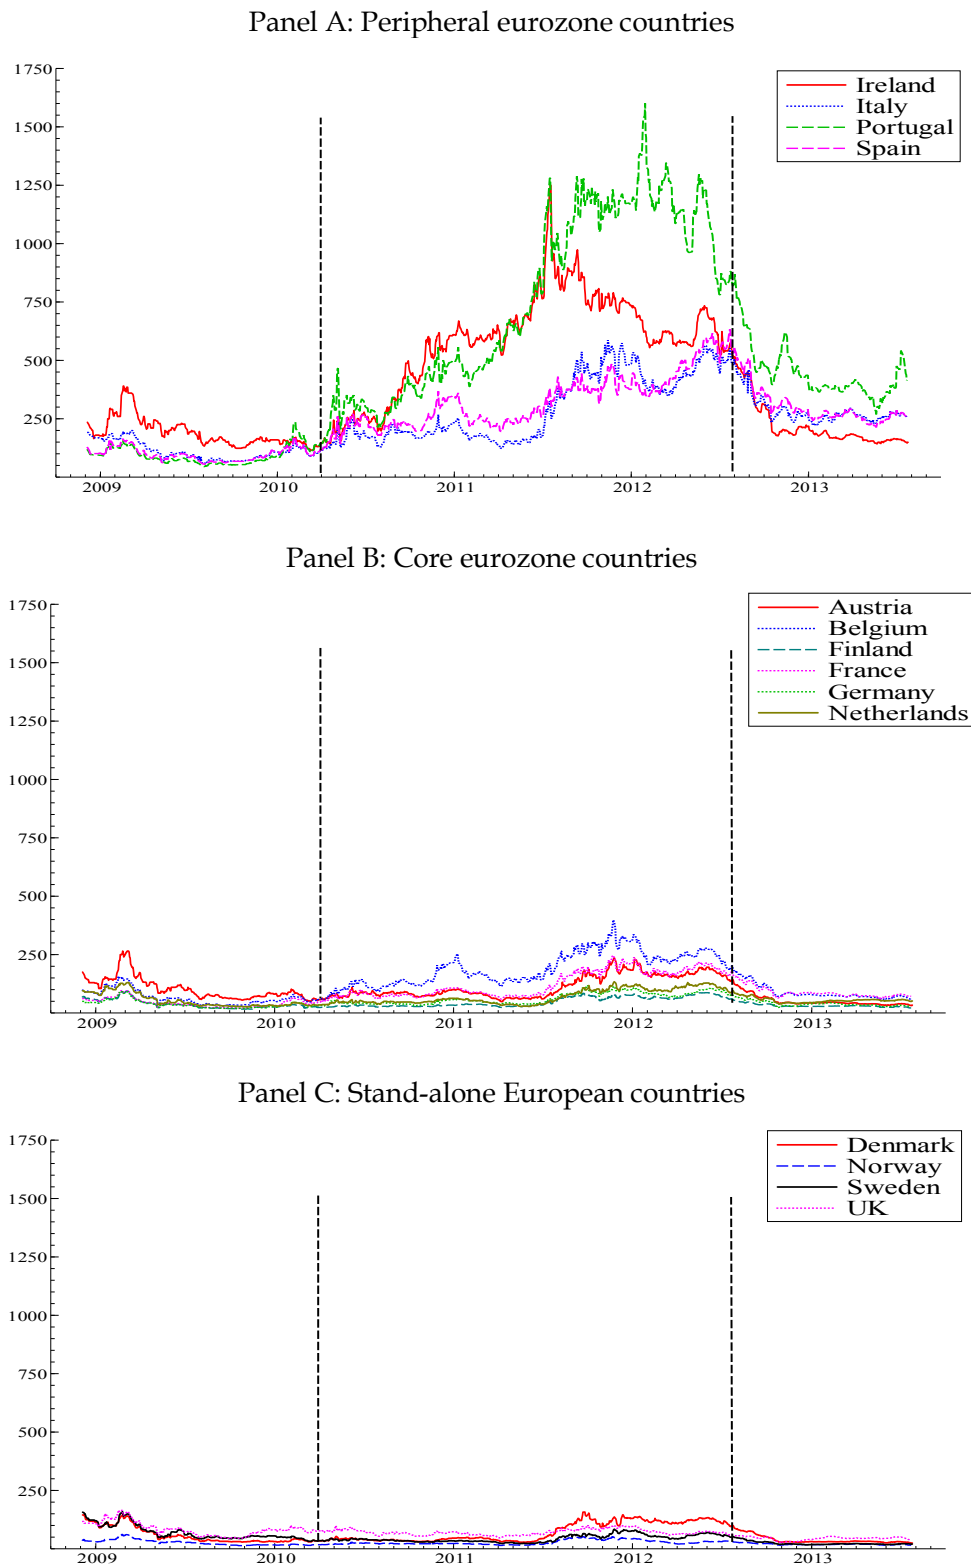 Panel A: Peripheral eurozone countries
1750
1500
1250
1000
750
500
250
2009 2010 2011 2012 2013
Ireland
Italy
Portugal
Spain
Panel B: Core eurozone countries
1750
1500
1250
1000
750
500
250
2009 2010 2011 2012 2013
Austria
Belgium
Finland
France
Germany
Netherlands
Panel C: Stand-alone European countries
1750
1500
1250
1000
750
500
250
2009 2010 2011 2012 2013
Denmark
Norway
Sweden
UK